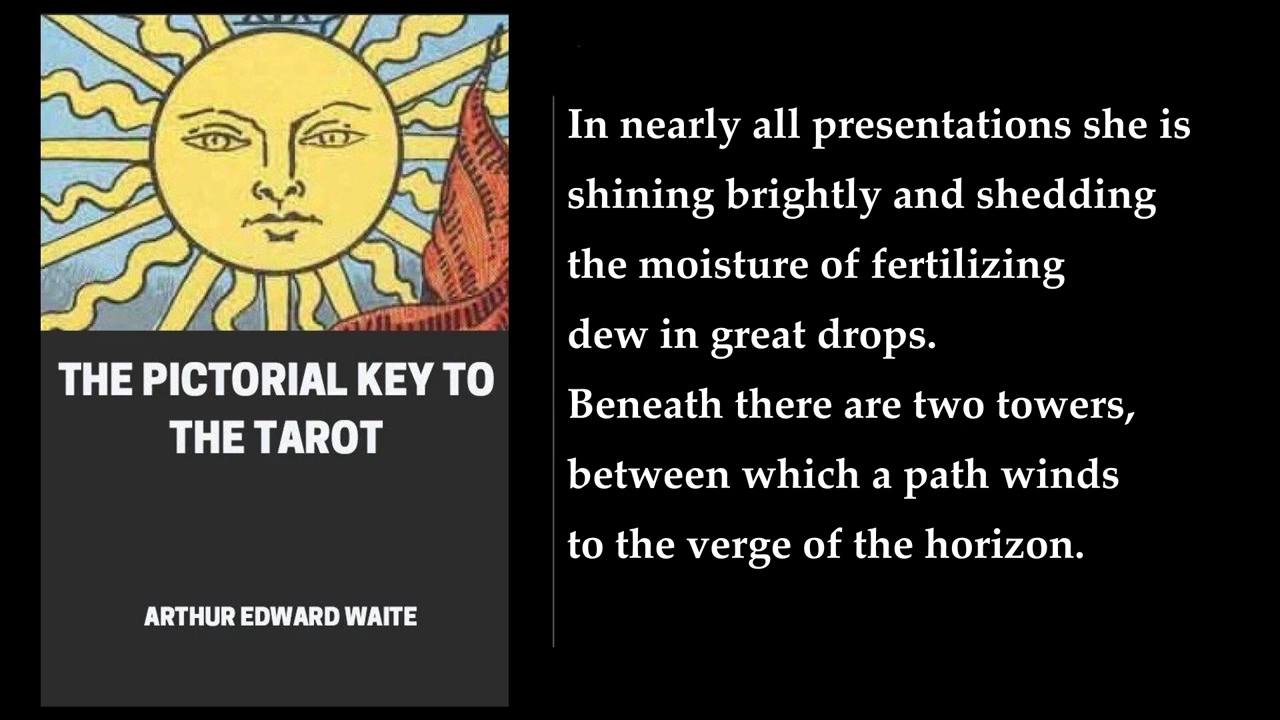 XIX
THE PICTORIAL KEY TO
THE TAROT
ARTHUR EDWARD WAITE
In nearly all presentations she is
shining brightly and shedding
the moisture of fertilizing
dew in great drops.
Beneath there are two towers,
between which a path winds
to the verge of the horizon.